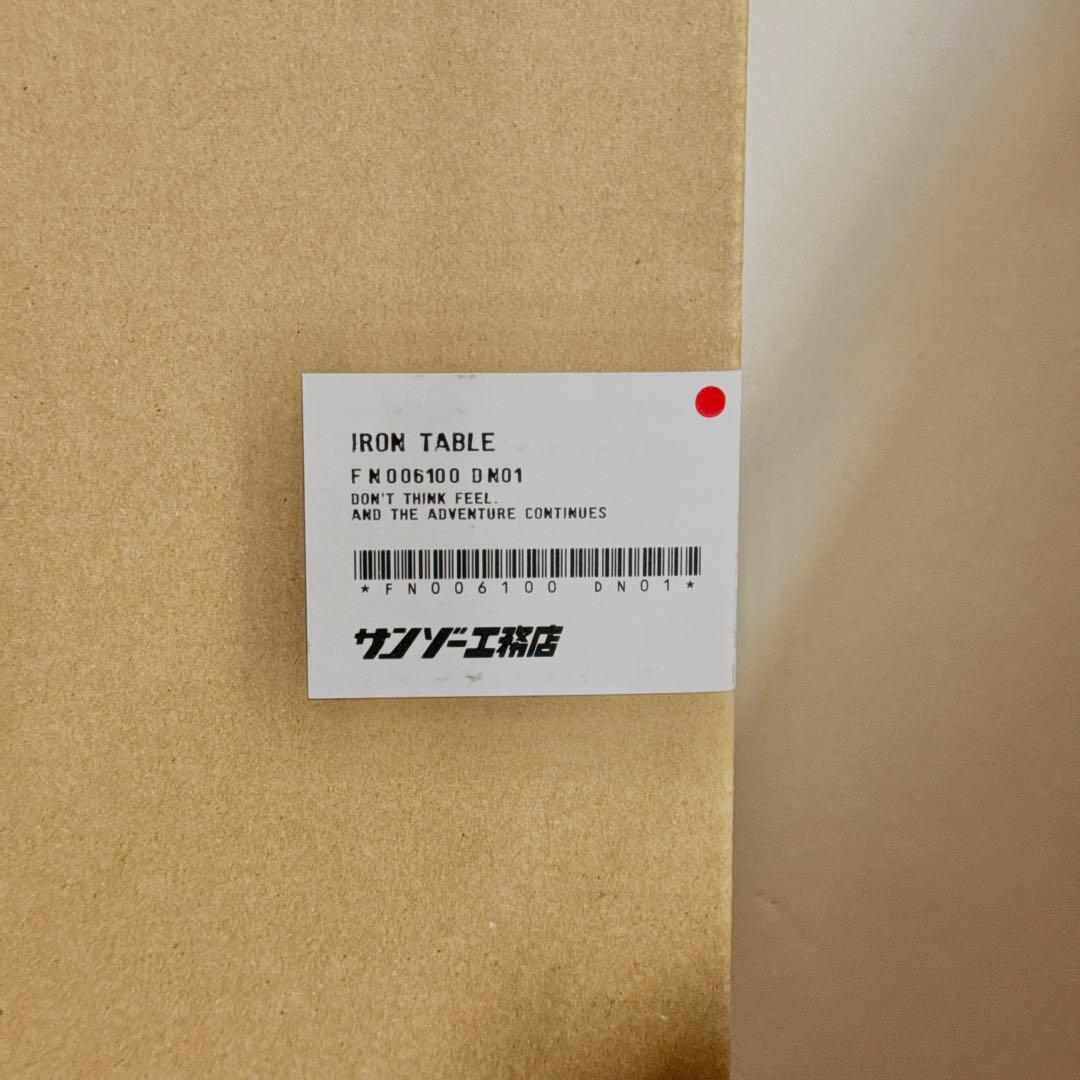 IRON TABLE
FN006100 DN01
DON'T THINK FEEL.
AND THE ADVENTURE CONTINUES
*FN006100 DN01*
サンゾー工務店